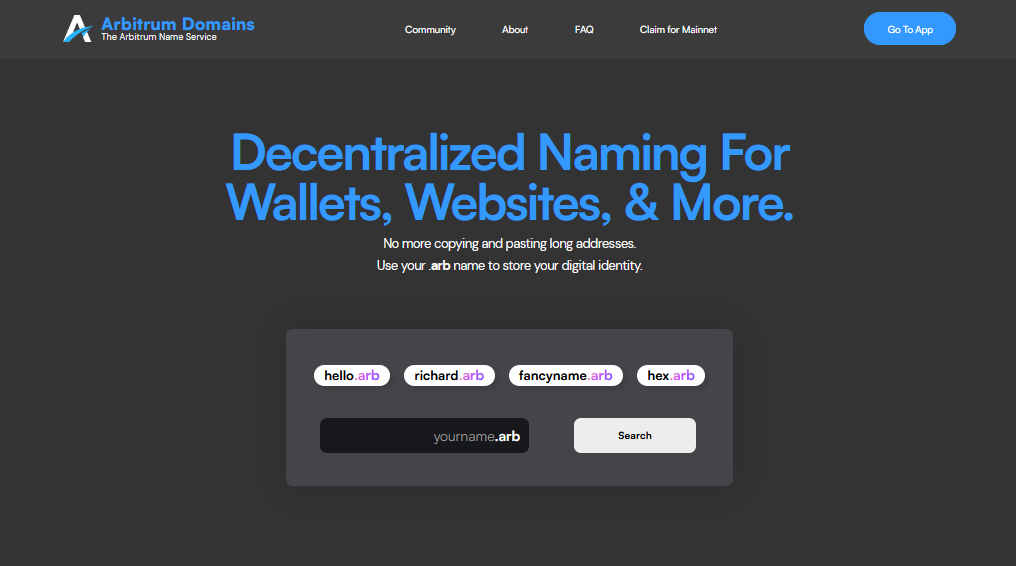 Arbitrum Domains
The Arbitrum Name Service
Community
About
FAQ
Claim for Mainnet
Go To App
Decentralized Naming For
Wallets, Websites, & More.
No more copying and pasting long addresses.
Use your .arb name to store your digital identity.
hello.arb
richard.arb
fancyname.arb
hex.arb
yourname.arb
Search